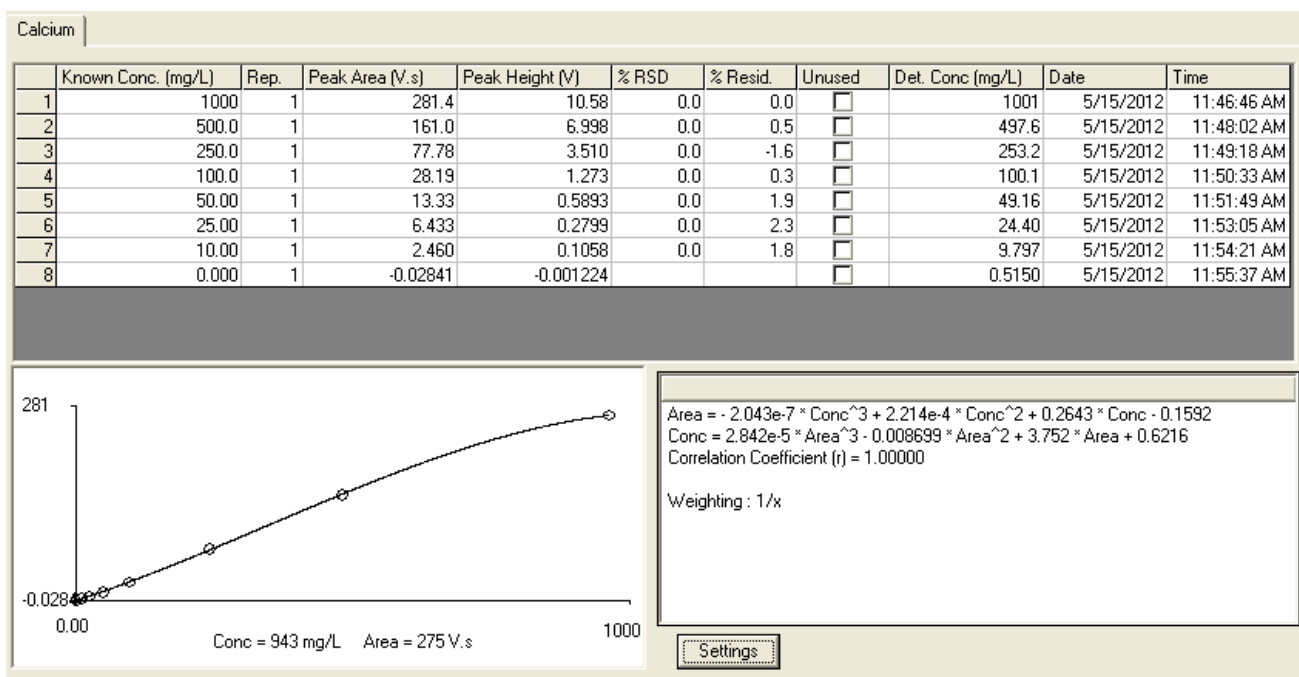 Calcium
Known Conc. (mg/L) Rep. Peak Area (V.s) Peak Height (V) % RSD % Resid. Unused Det. Conc (mg/L) Date Time
1 1000 1 281.4 10.58 0.0 0.0 1001 5/15/2012 11:46:46 AM
2 500.0 1 161.0 6.998 0.0 0.5 497.6 5/15/2012 11:48:02 AM
3 250.0 1 77.78 3.510 0.0 -1.6 253.2 5/15/2012 11:49:18 AM
4 100.0 1 28.19 1.273 0.0 0.3 100.1 5/15/2012 11:50:33 AM
5 50.00 1 13.33 0.5893 0.0 1.9 49.16 5/15/2012 11:51:49 AM
6 25.00 1 6.433 0.2799 0.0 2.3 24.40 5/15/2012 11:53:05 AM
7 10.00 1 2.460 0.1058 0.0 1.8 9.797 5/15/2012 11:54:21 AM
8 0.000 1 -0.02841 -0.001224 0.5150 5/15/2012 11:55:37 AM
281
-0.0284
0.00
1000
Conc = 943 mg/L Area = 275 V.s
Area = - 2.043e-7 * Conc^3 + 2.214e-4 * Conc^2 + 0.2643 * Conc - 0.1592
Conc = 2.842e-5 * Area^3 - 0.008699 * Area^2 + 3.752 * Area + 0.6216
Correlation Coefficient (r) = 1.00000
Weighting : 1/x
Settings